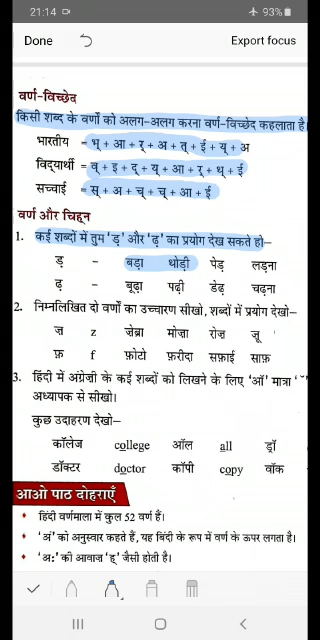 21:14 93%
Done Export focus
वर्ण-विच्छेद
किसी शब्द के वर्णों को अलग-अलग करना वर्ण-विच्छेद कहलाता है
भारतीय = भ् + आ + र् + अ + त् + ई + य् + अ
विद्यार्थी = व् + इ + द् + य् + आ + र् + थ् + ई
सच्चाई = स् + अ + च् + च् + आ + ई
वर्ण और चिह्न
1. कई शब्दों में तुम 'ड़' और 'ढ़' का प्रयोग देख सकते हो—
ड़ - बड़ा थोड़ी पेड़ लड़ना
ढ़ - बूढ़ा पढ़ी डेढ़ चढ़ना
2. निम्नलिखित दो वर्णों का उच्चारण सीखो, शब्दों में प्रयोग देखो—
ज़ z ज़ेब्रा मोज़ा रोज़ जू
फ़ f फ़ोटो फ़रीदा सफ़ाई साफ़
3. हिंदी में अंग्रेज़ी के कई शब्दों को लिखने के लिए 'ऑ' मात्रा 'ॉ'
अध्यापक से सीखो।
कुछ उदाहरण देखो—
कॉलेज college ऑल all डॉ
डॉक्टर doctor कॉपी copy वॉक
आओ पाठ दोहराएँ
• हिंदी वर्णमाला में कुल 52 वर्ण हैं।
• 'अं' को अनुस्वार कहते हैं, यह बिंदी के रूप में वर्ण के ऊपर लगता है।
• 'अः' की आवाज़ 'ह्' जैसी होती है।